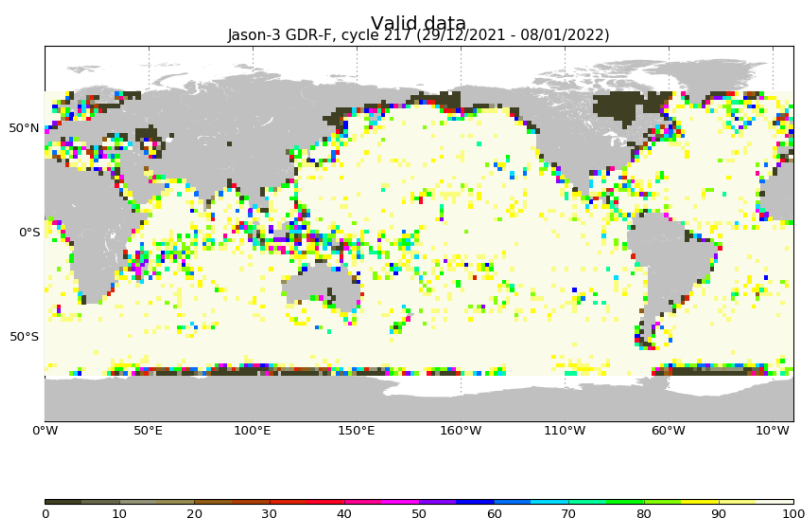 Valid data
Jason-3 GDR-F, cycle 217 (29/12/2021 - 08/01/2022)
50°N
0°S
50°S
0°W 50°E 100°E 150°E 160°W 110°W 60°W 10°W
0 10 20 30 40 50 60 70 80 90 100